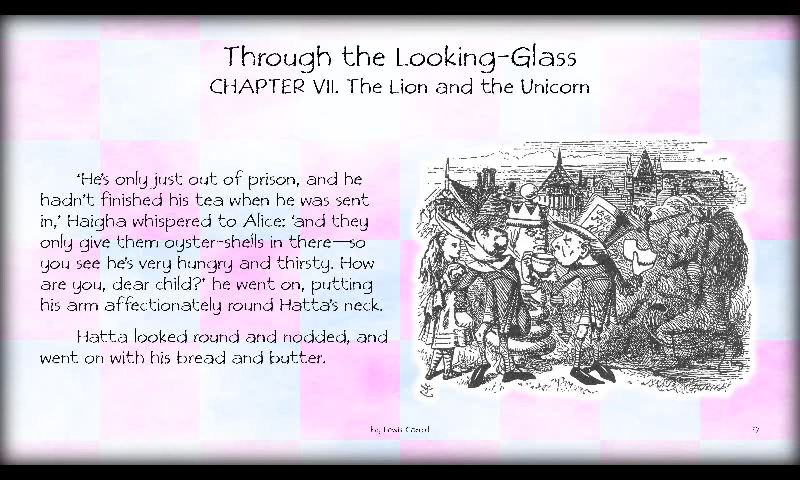 Through the Looking-Glass
CHAPTER VII. The Lion and the Unicorn
'He's only just out of prison, and he
hadn't finished his tea when he was sent
in,' Haigha whispered to Alice: 'and they
only give them oyster-shells in there—so
you see he's very hungry and thirsty. How
are you, dear child?' he went on, putting
his arm affectionately round Hatta's neck.
Hatta looked round and nodded, and
went on with his bread and butter.
by Lewis Carroll